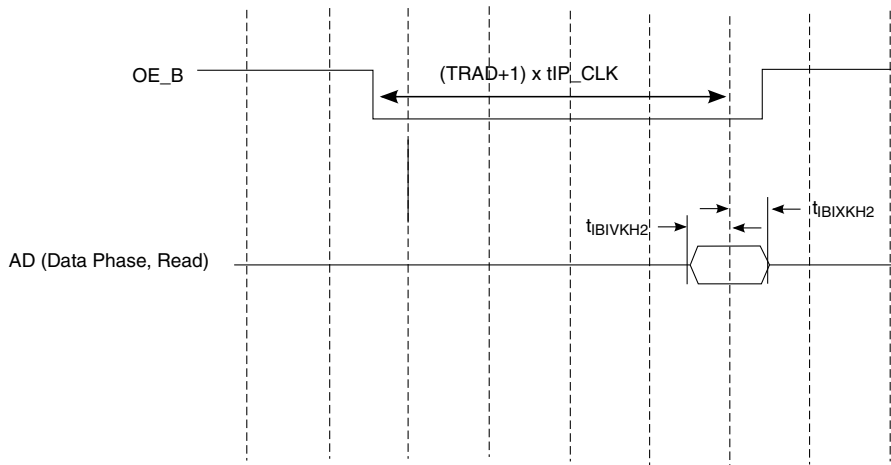 (TRAD+1) x tIP_CLK
OE_B
tIBIVKH2
tIBIXKH2
AD (Data Phase, Read)